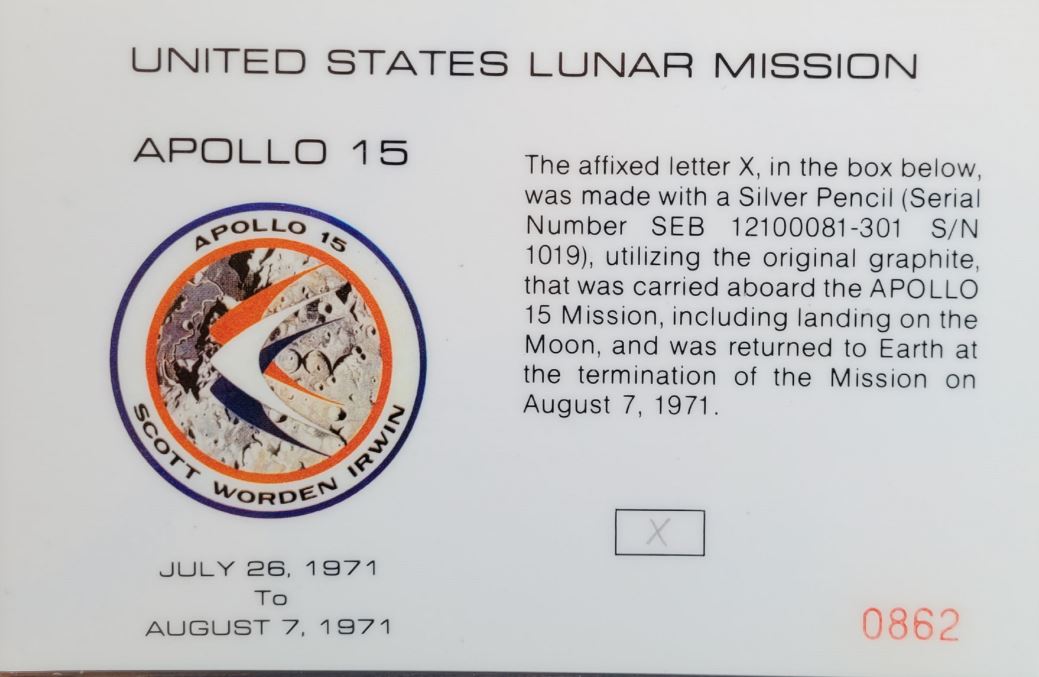 UNITED STATES LUNAR MISSION
APOLLO 15
APOLLO 15
SCOTT WORDEN IRWIN
JULY 26, 1971
To
AUGUST 7, 1971
The affixed letter X, in the box below,
was made with a Silver Pencil (Serial
Number SEB 12100081-301 S/N
1019), utilizing the original graphite,
that was carried aboard the APOLLO
15 Mission, including landing on the
Moon, and was returned to Earth at
the termination of the Mission on
August 7, 1971.
X
0862